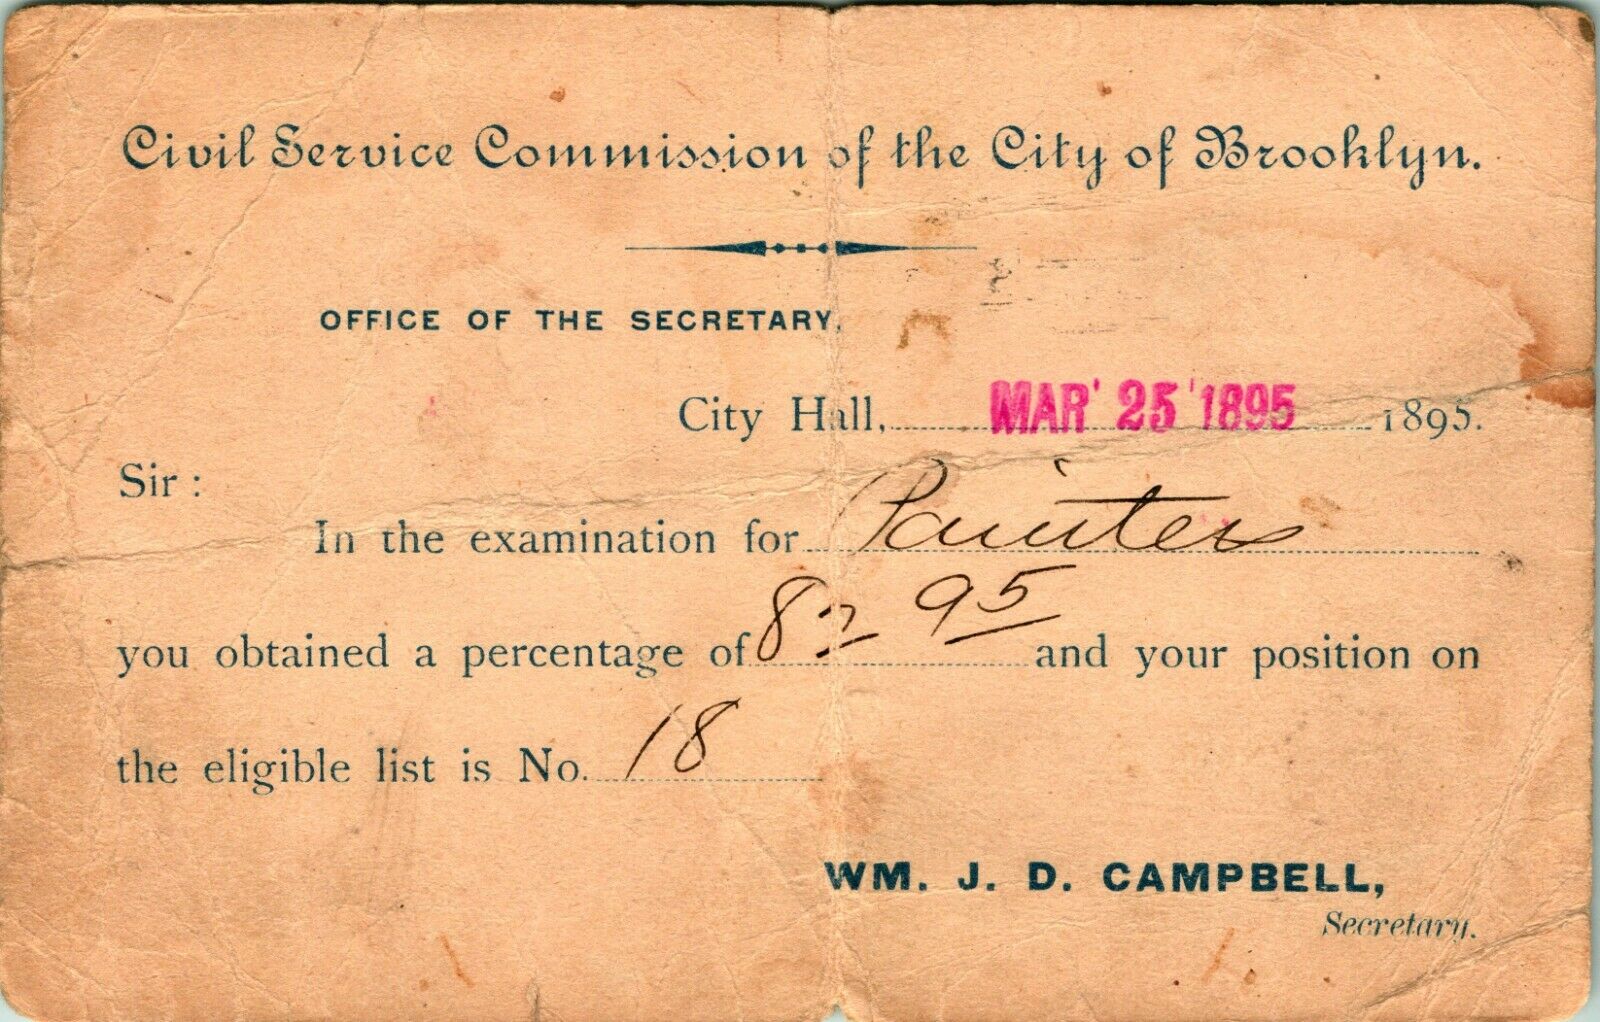 Civil Service Commission of the City of Brooklyn.
OFFICE OF THE SECRETARY,
City Hall, MAR 25 1895 1895.
Sir:
In the examination for Painter
you obtained a percentage of 95 and your position on
the eligible list is No. 18
WM. J. D. CAMPBELL,
Secretary.